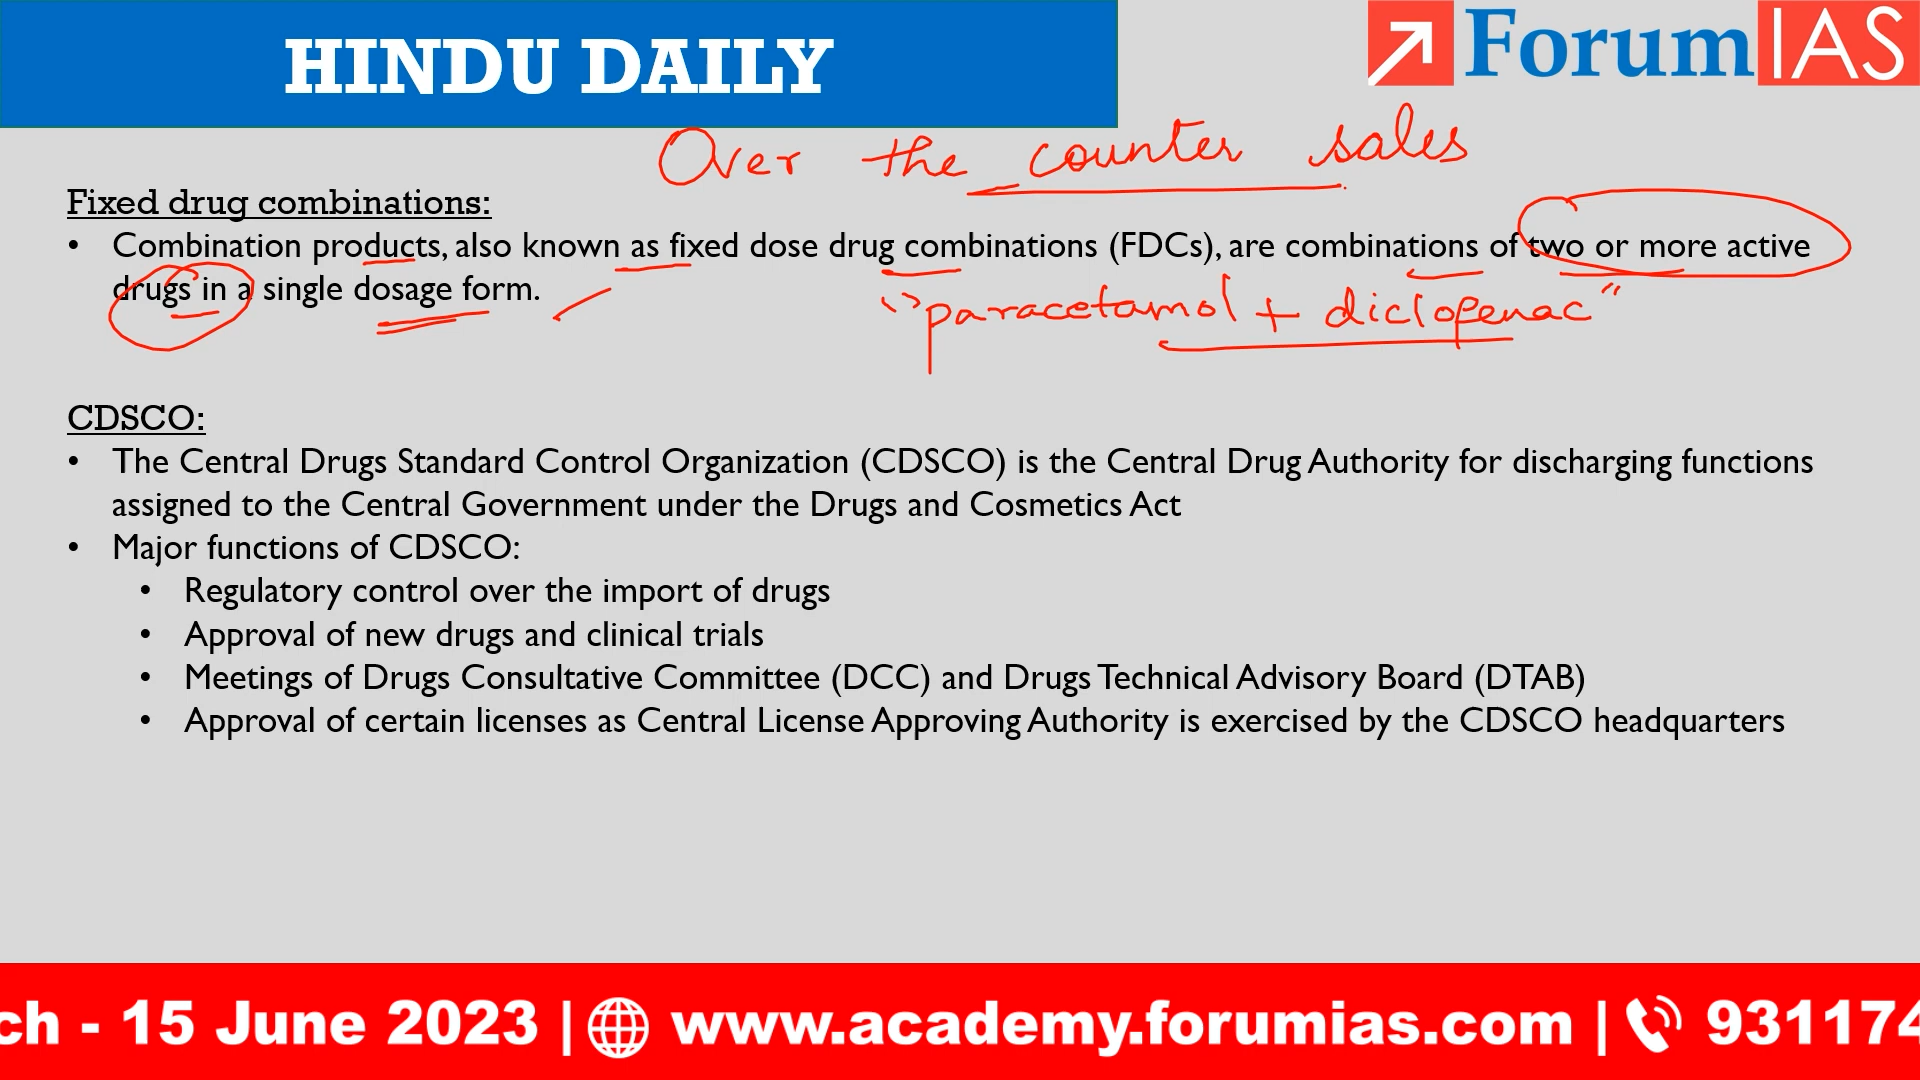 HINDU DAILY
ForumIAS
Over the counter sales
Fixed drug combinations:
• Combination products, also known as fixed dose drug combinations (FDCs), are combinations of two or more active
drugs in a single dosage form.
"paracetamol + diclofenac"
CDSCO:
• The Central Drugs Standard Control Organization (CDSCO) is the Central Drug Authority for discharging functions
assigned to the Central Government under the Drugs and Cosmetics Act
• Major functions of CDSCO:
• Regulatory control over the import of drugs
• Approval of new drugs and clinical trials
• Meetings of Drugs Consultative Committee (DCC) and Drugs Technical Advisory Board (DTAB)
• Approval of certain licenses as Central License Approving Authority is exercised by the CDSCO headquarters
ch - 15 June 2023 | www.academy.forumias.com | 931174